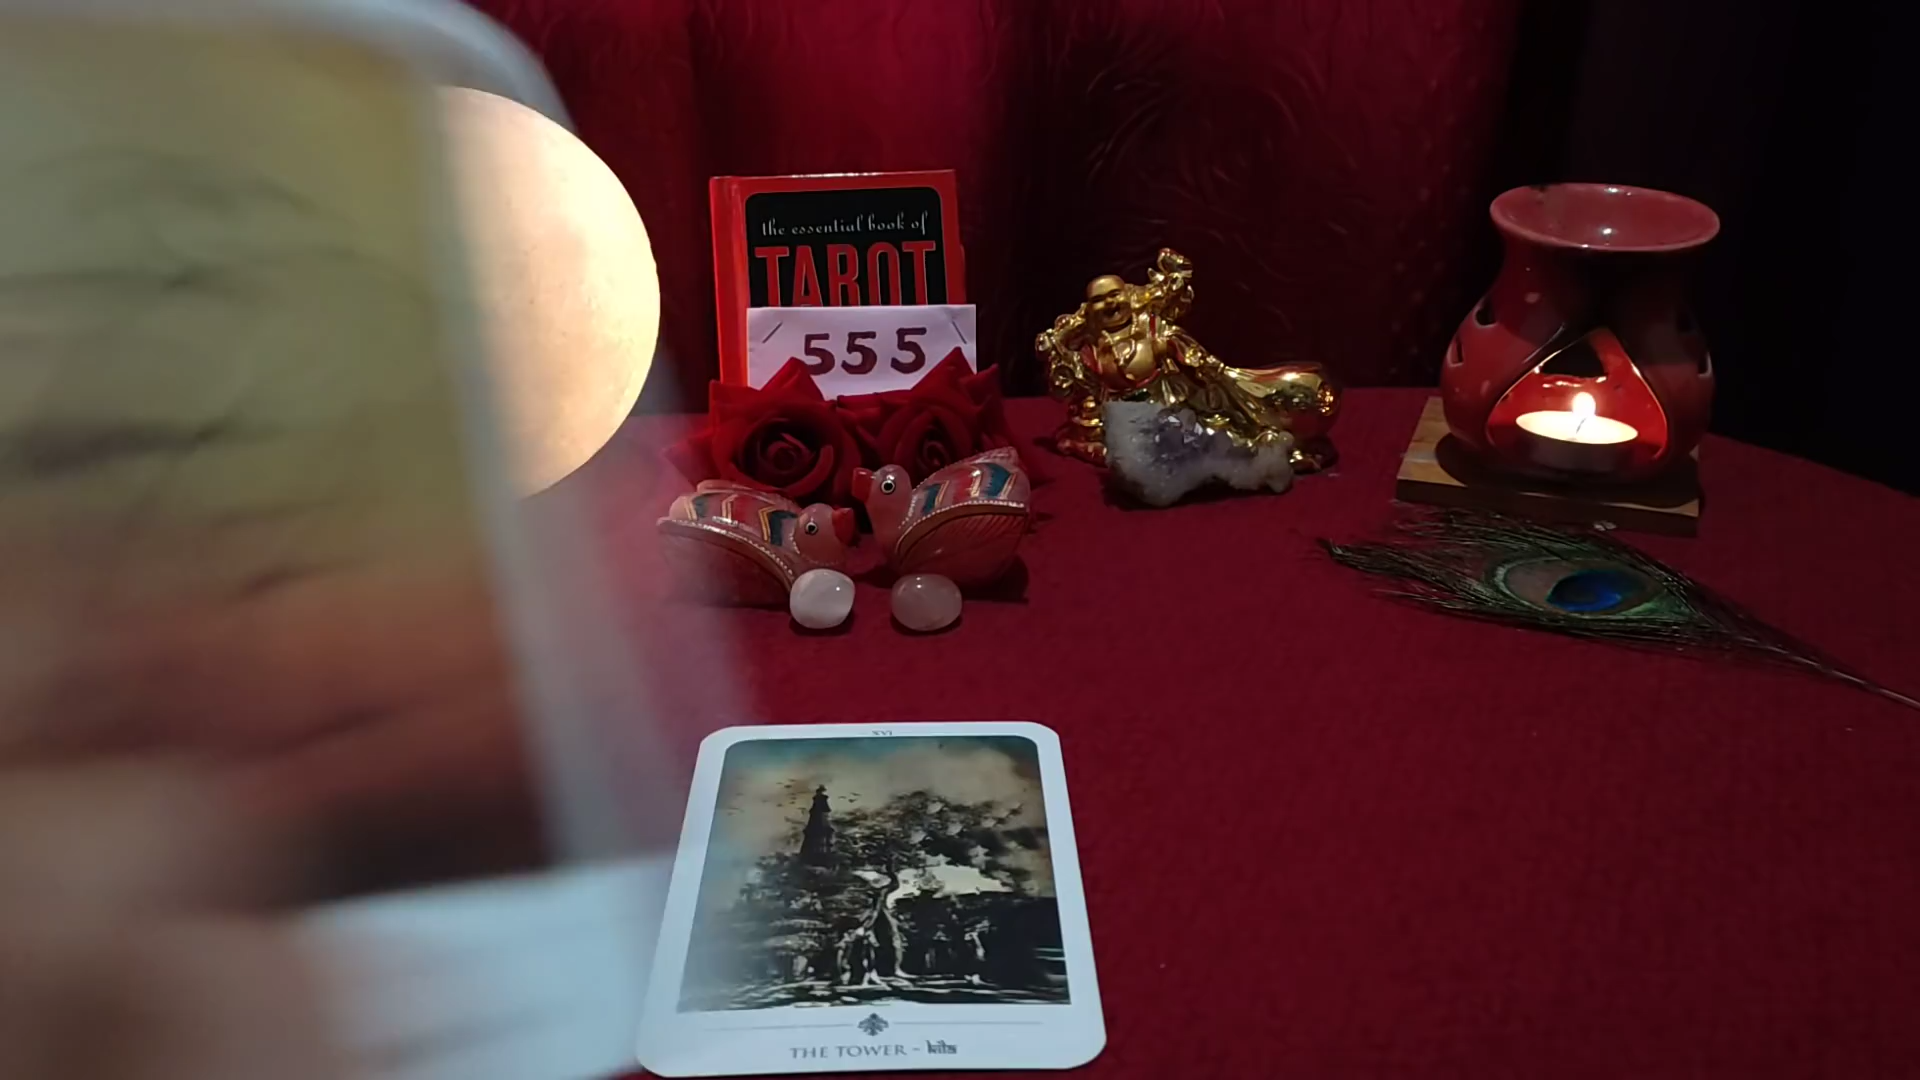 the essential book of
TAROT
555
XVI
THE TOWER -